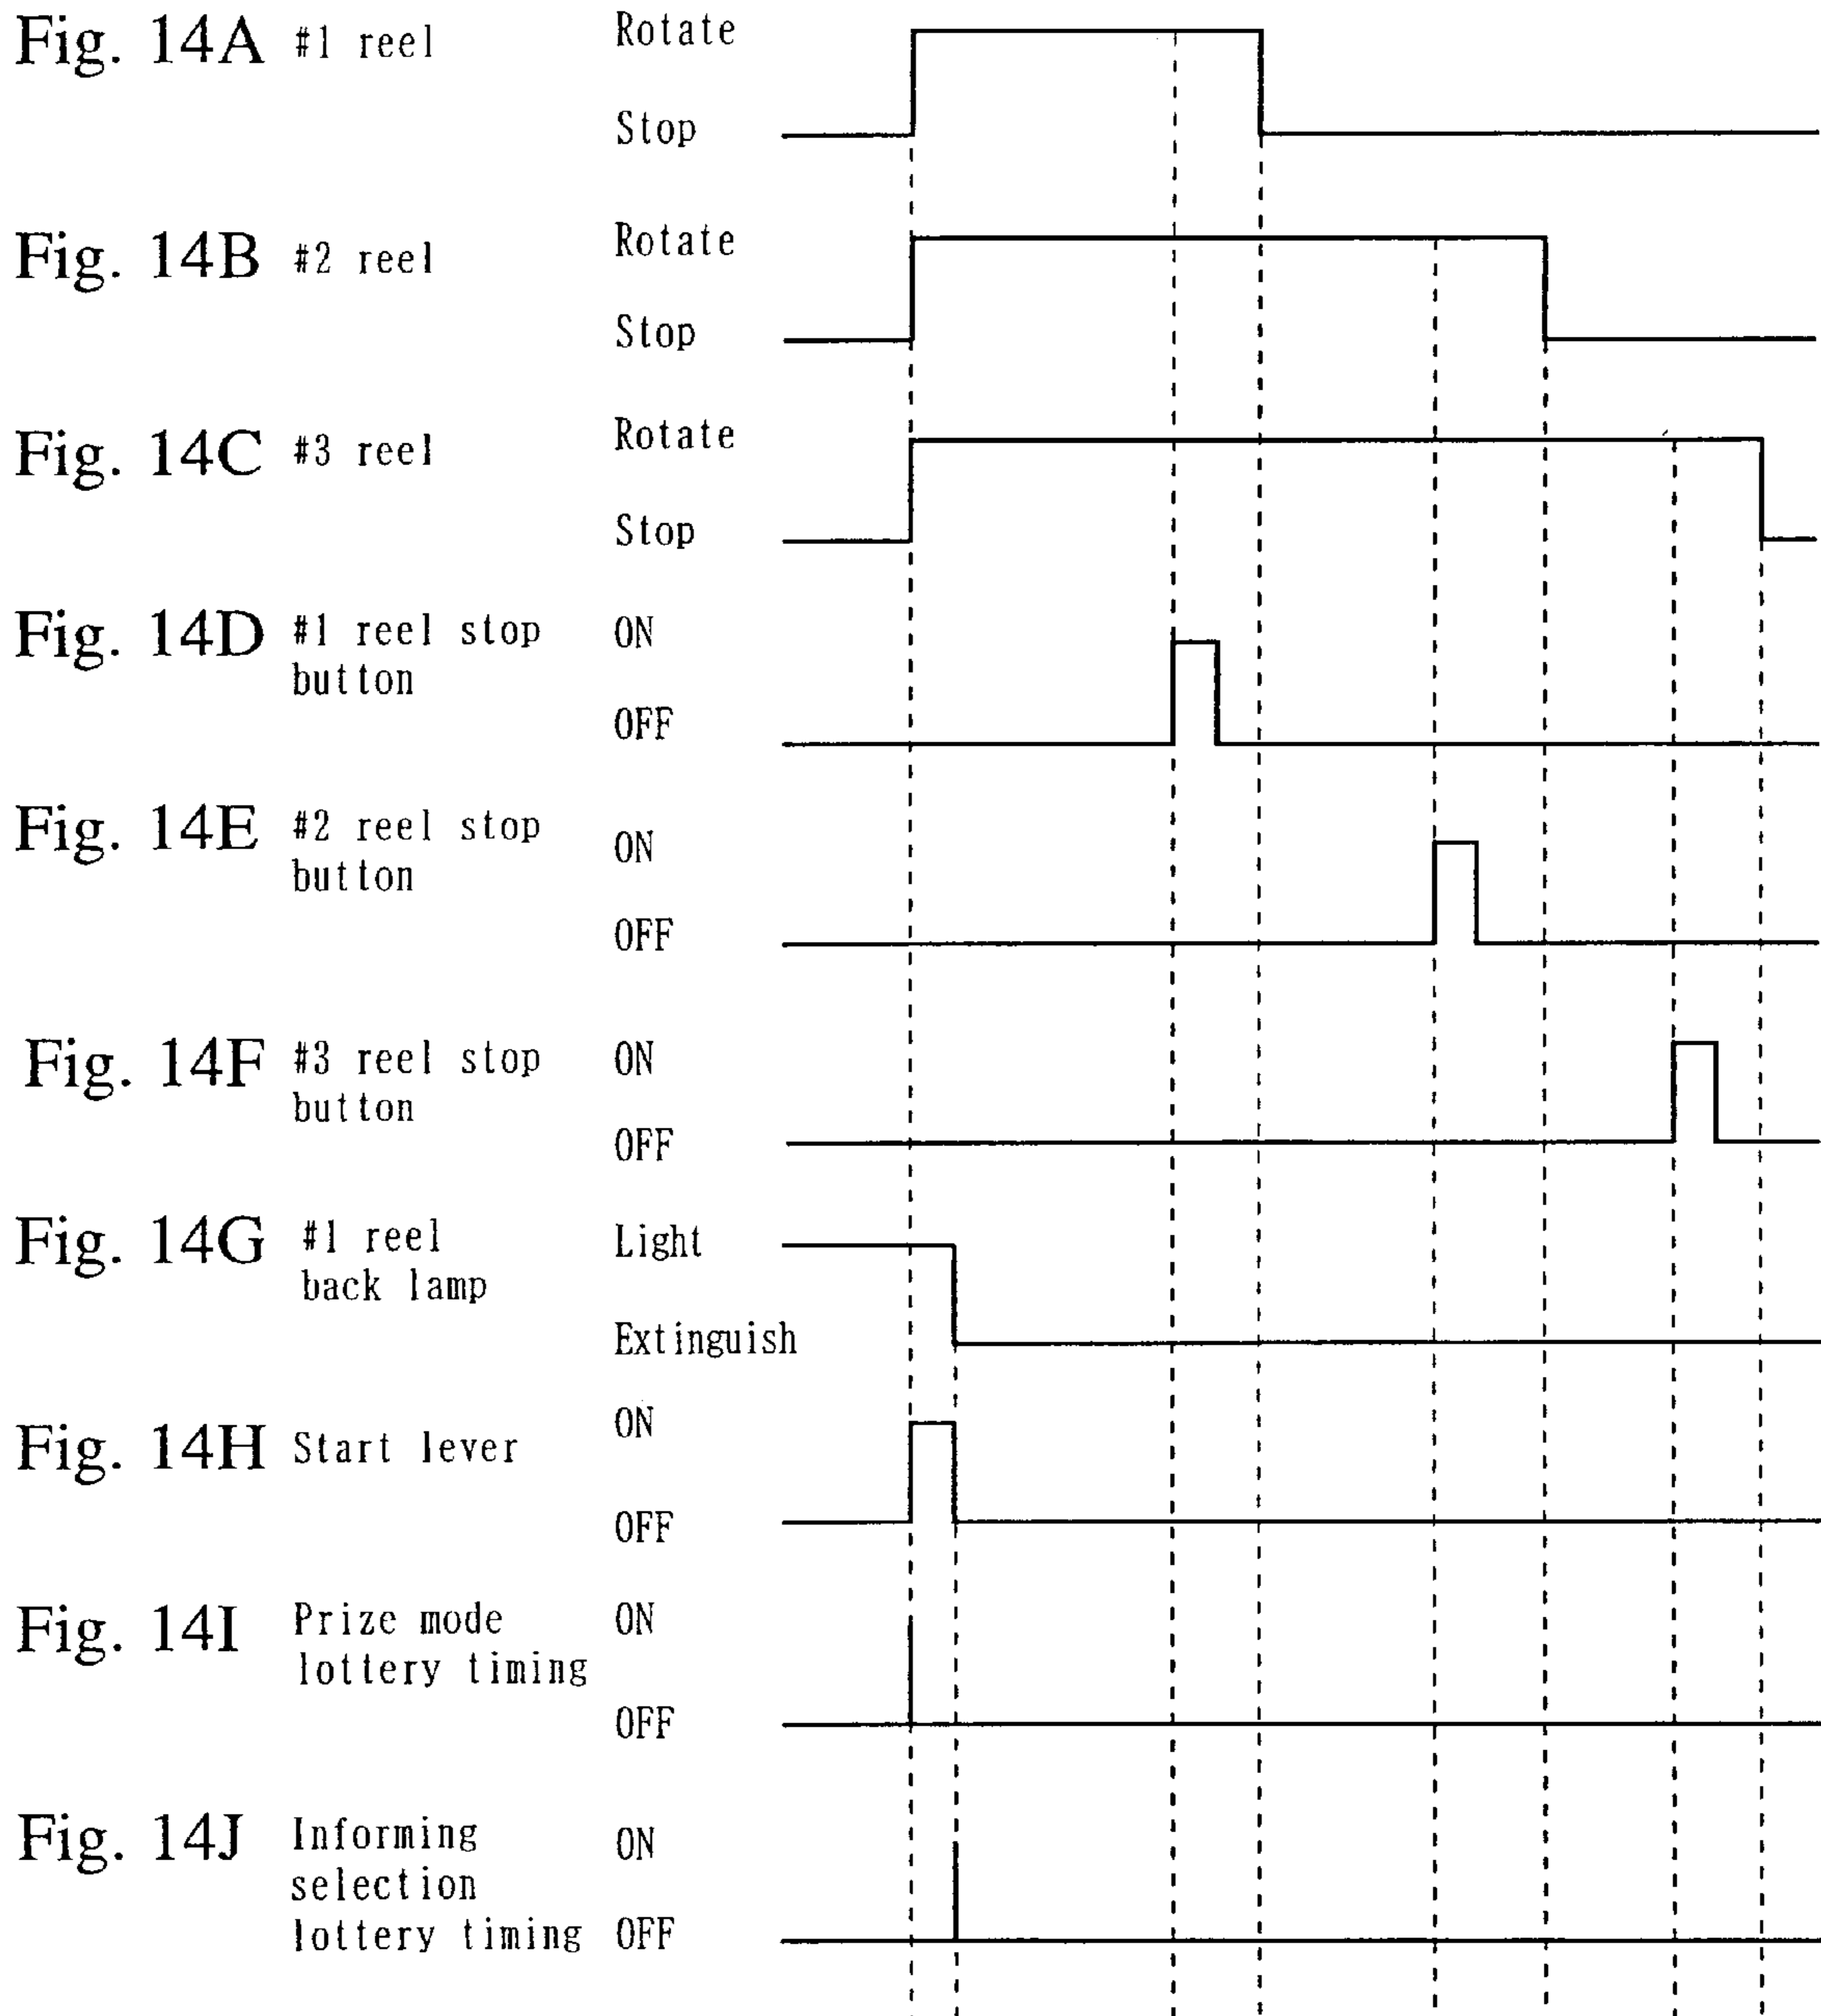 Fig. 14A #1 reel Rotate
Stop
Fig. 14B #2 reel Rotate
Stop
Fig. 14C #3 reel Rotate
Stop
Fig. 14D #1 reel stop ON
button
OFF
Fig. 14E #2 reel stop ON
button
OFF
Fig. 14F #3 reel stop ON
button
OFF
Fig. 14G #1 reel Light
back lamp
Extinguish
Fig. 14H Start lever ON
OFF
Fig. 14I Prize mode ON
lottery timing
OFF
Fig. 14J Informing ON
selection
lottery timing OFF